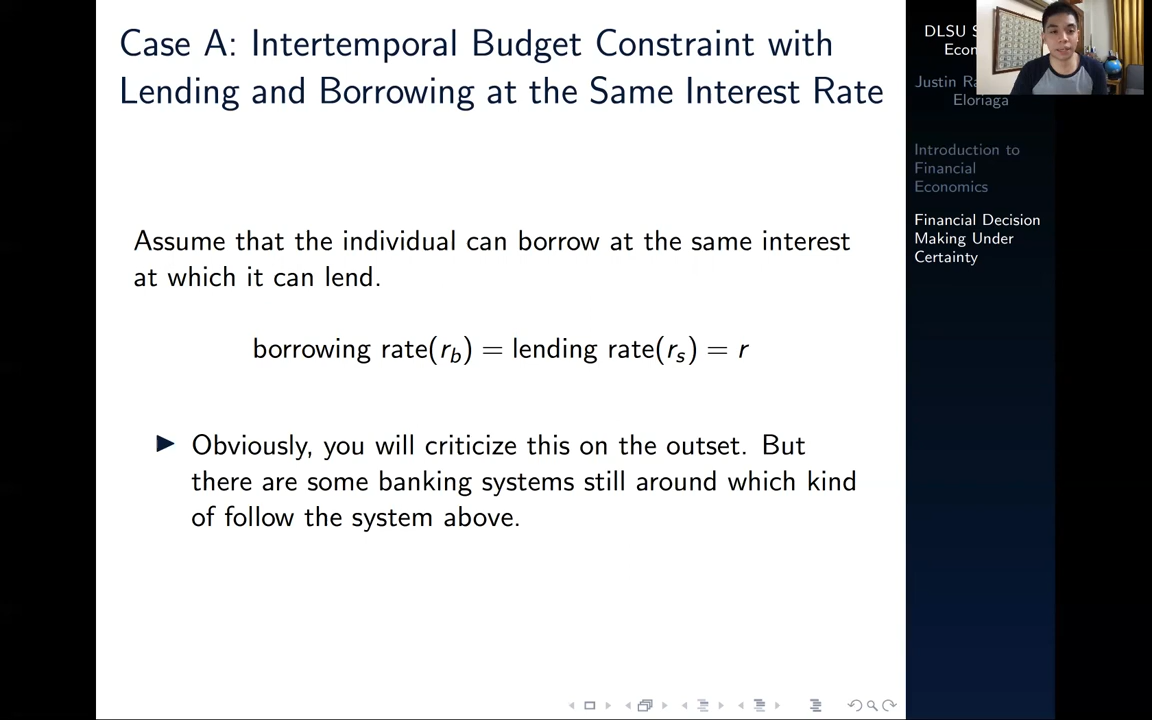 Case A: Intertemporal Budget Constraint with
Lending and Borrowing at the Same Interest Rate
Assume that the individual can borrow at the same interest
at which it can lend.
borrowing rate(r_b) = lending rate(r_s) = r
▶ Obviously, you will criticize this on the outset. But
there are some banking systems still around which kind
of follow the system above.
DLSU
Justin
Eloriaga
Introduction to
Financial
Economics
Financial Decision
Making Under
Certainty